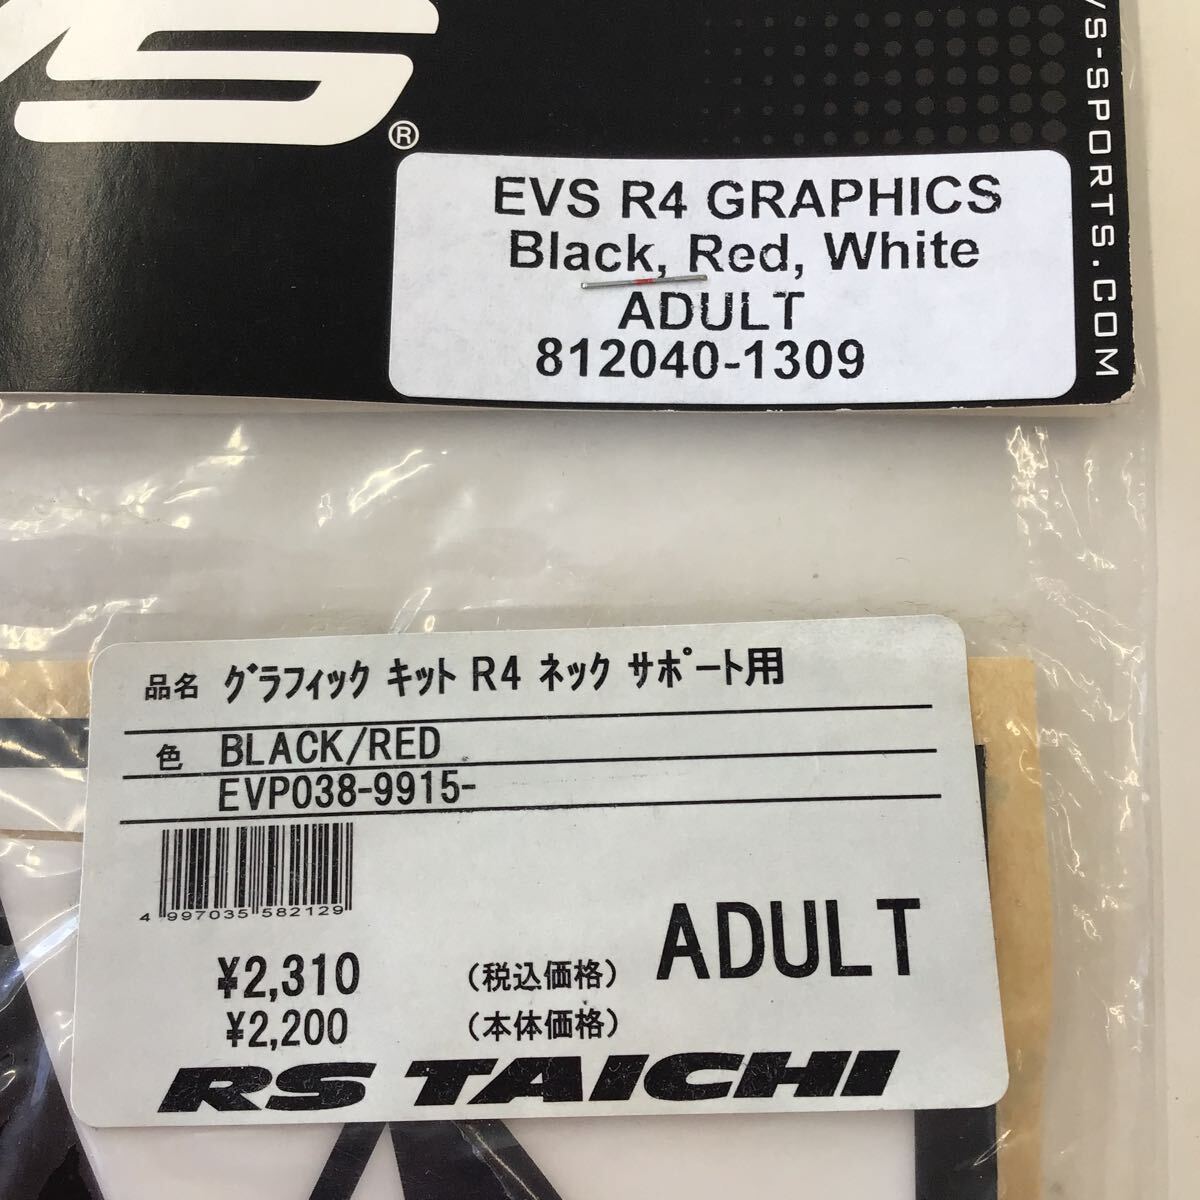 VS®
/S-SPORTS.COM
EVS R4 GRAPHICS
Black, Red, White
ADULT
812040-1309
品名 グラフィック キット R4 ネック サポート用
色 BLACK/RED
EVP038-9915-
4 997035 582129
¥2,310 (税込価格)
ADULT
¥2,200 (本体価格)
RS TAICHI